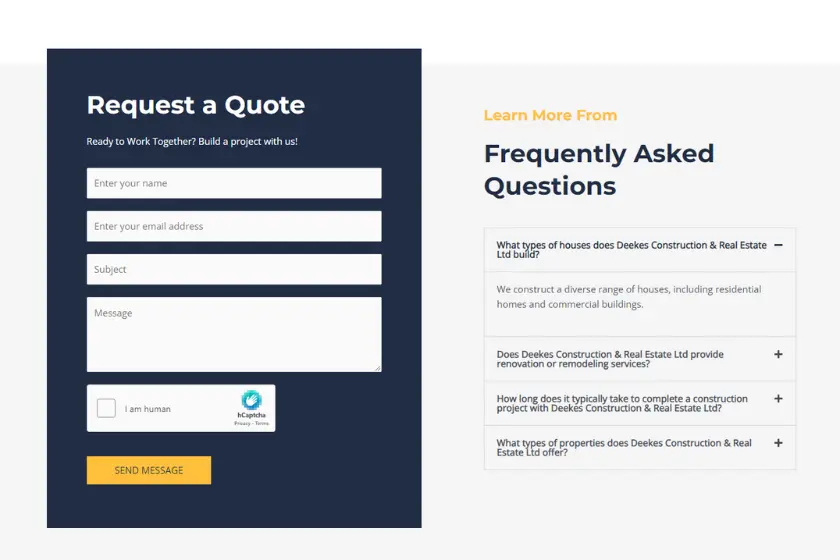 Request a Quote
Ready to Work Together? Build a project with us!
Enter your name
Enter your email address
Subject
Message
I am human
hCaptcha
Privacy - Terms
SEND MESSAGE
Learn More From
Frequently Asked
Questions
What types of houses does Deekes Construction & Real Estate
Ltd build?
We construct a diverse range of houses, including residential
homes and commercial buildings.
Does Deekes Construction & Real Estate Ltd provide
renovation or remodeling services?
How long does it typically take to complete a construction
project with Deekes Construction & Real Estate Ltd?
What types of properties does Deekes Construction & Real
Estate Ltd offer?